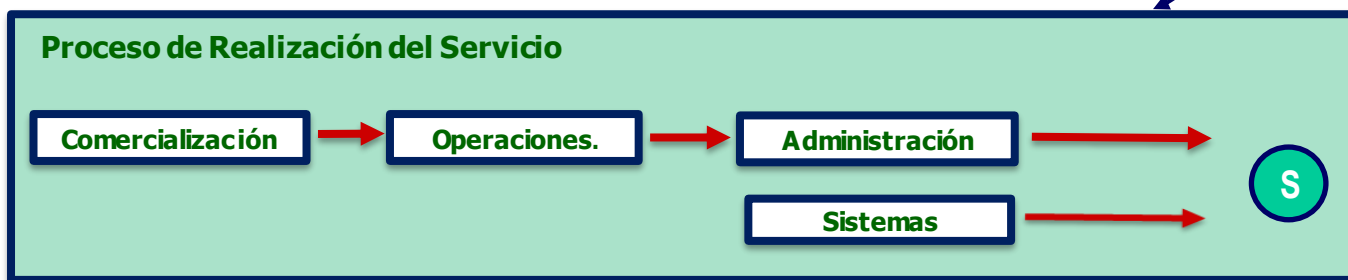 Proceso de Realización del Servicio
Comercialización
Operaciones.
Administración
Sistemas
S